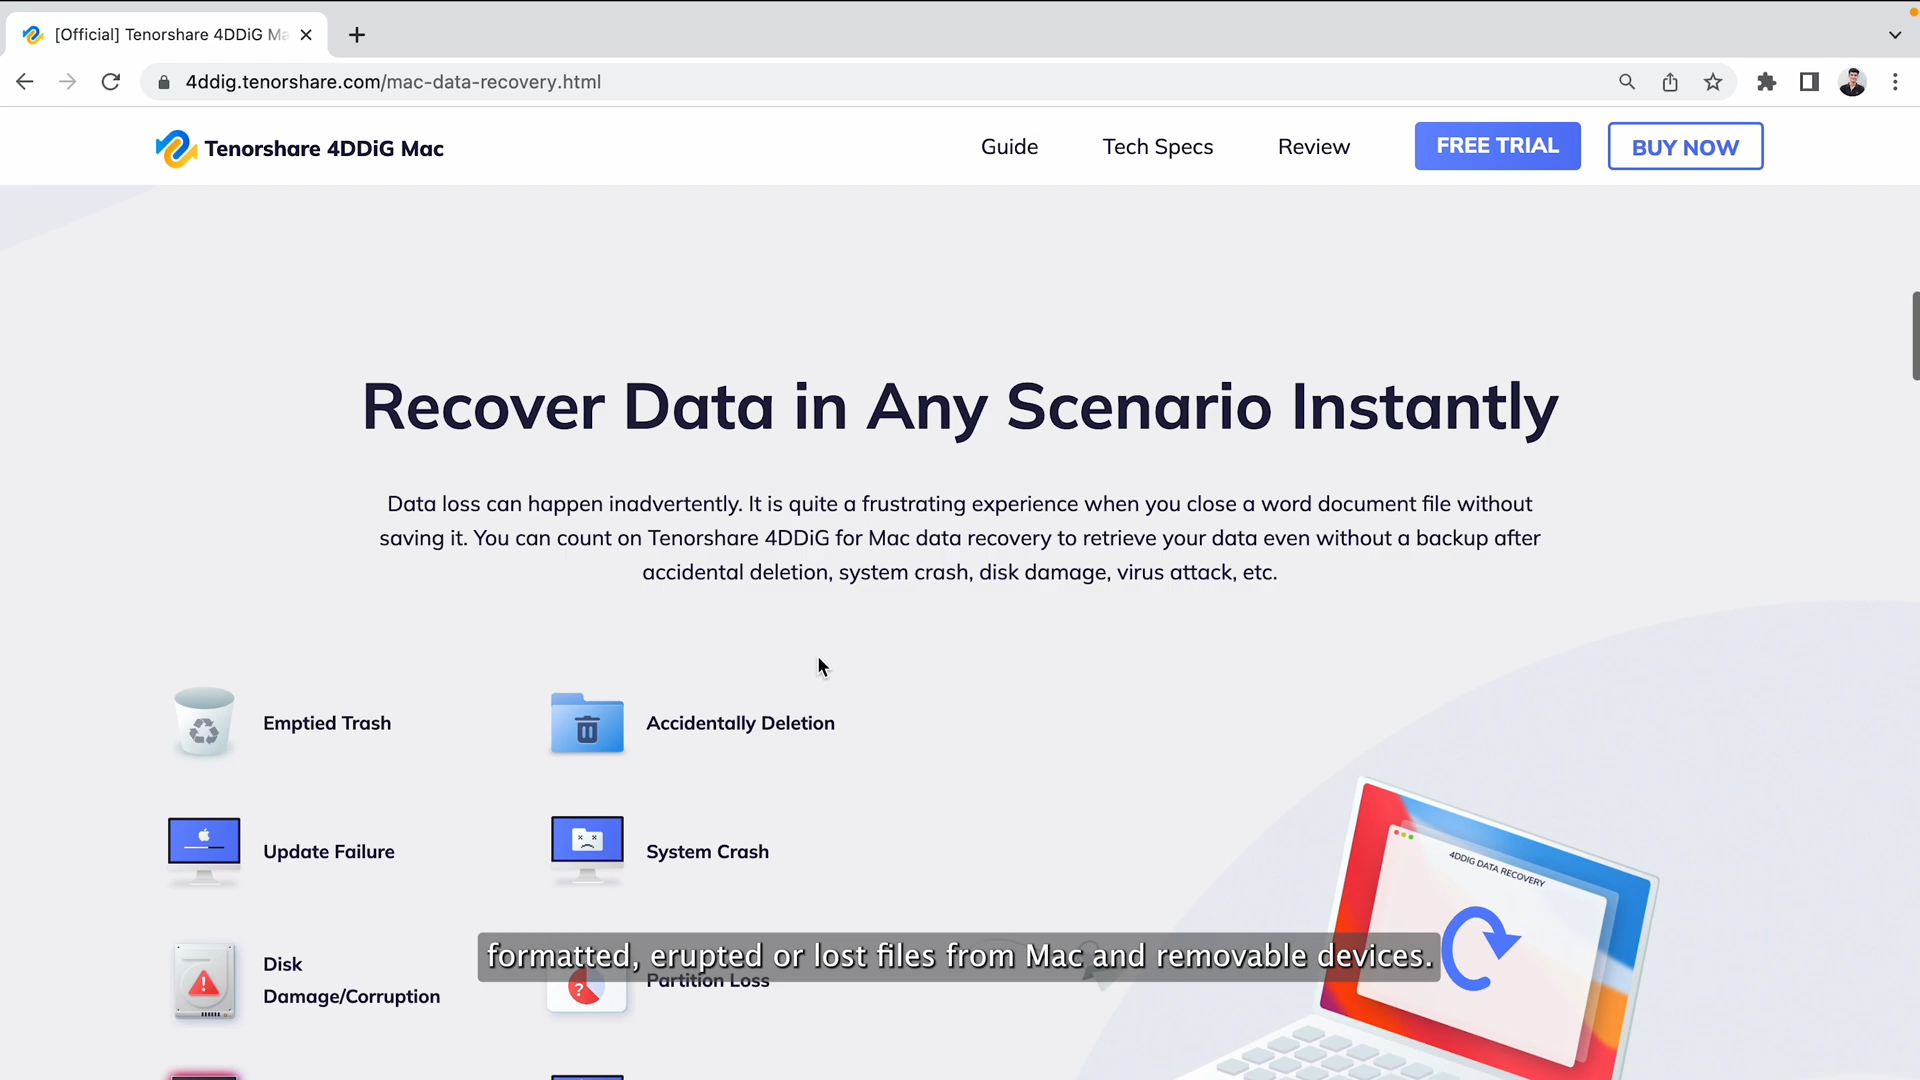 [Official] Tenorshare 4DDiG Ma
4ddig.tenorshare.com/mac-data-recovery.html
Tenorshare 4DDiG Mac
Guide
Tech Specs
Review
FREE TRIAL
BUY NOW
Recover Data in Any Scenario Instantly
Data loss can happen inadvertently. It is quite a frustrating experience when you close a word document file without
saving it. You can count on Tenorshare 4DDiG for Mac data recovery to retrieve your data even without a backup after
accidental deletion, system crash, disk damage, virus attack, etc.
Emptied Trash
Accidentally Deletion
Update Failure
System Crash
4DDIG DATA RECOVERY
Disk
Damage/Corruption
Partition Loss
formatted, erupted or lost files from Mac and removable devices.